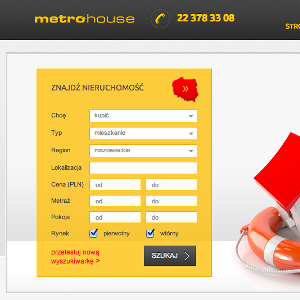 metrohouse
22 378 33 08
STR
ZNAJDŹ NIERUCHOMOŚĆ
Chcę kupić
Typ mieszkanie
Region mazowieckie
Lokalizacja
Cena (PLN) od do
Metraż od do
Pokoje od do
Rynek pierwotny wtórny
przetestuj nową
wyszukiwarkę >
SZUKAJ